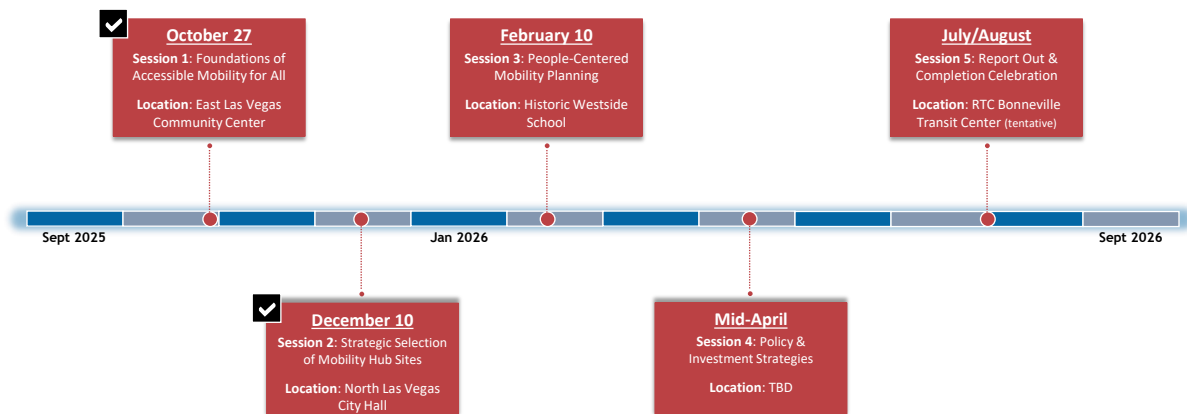 October 27
Session 1: Foundations of
Accessible Mobility for All
Location: East Las Vegas
Community Center
February 10
Session 3: People-Centered
Mobility Planning
Location: Historic Westside
School
July/August
Session 5: Report Out &
Completion Celebration
Location: RTC Bonneville
Transit Center (tentative)
Sept 2025
Jan 2026
Sept 2026
December 10
Session 2: Strategic Selection
of Mobility Hub Sites
Location: North Las Vegas
City Hall
Mid-April
Session 4: Policy &
Investment Strategies
Location: TBD